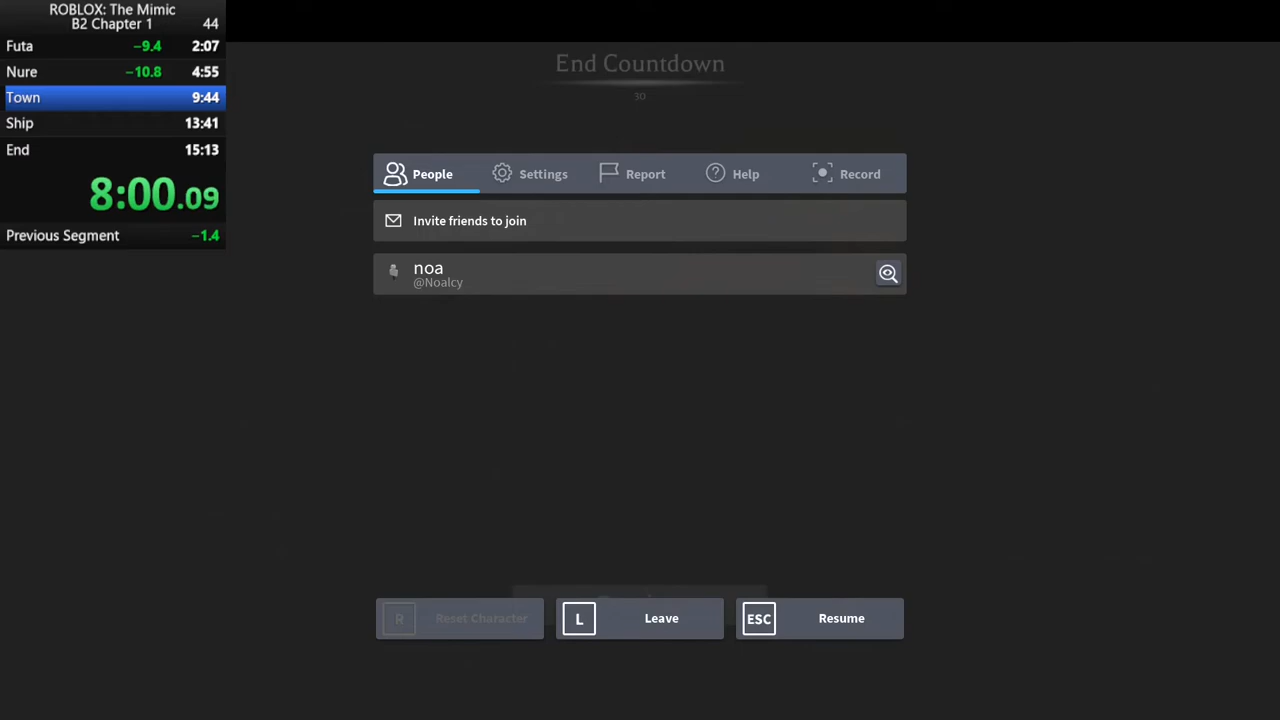 ROBLOX: The Mimic
B2 Chapter 1 44
Futa −9.4 2:07
Nure −10.8 4:55
Town 9:44
Ship 13:41
End 15:13
8:00.09
Previous Segment −1.4
End Countdown
30
People Settings Report Help Record
Invite friends to join
noa
@Noalcy
R Reset Character L Leave ESC Resume